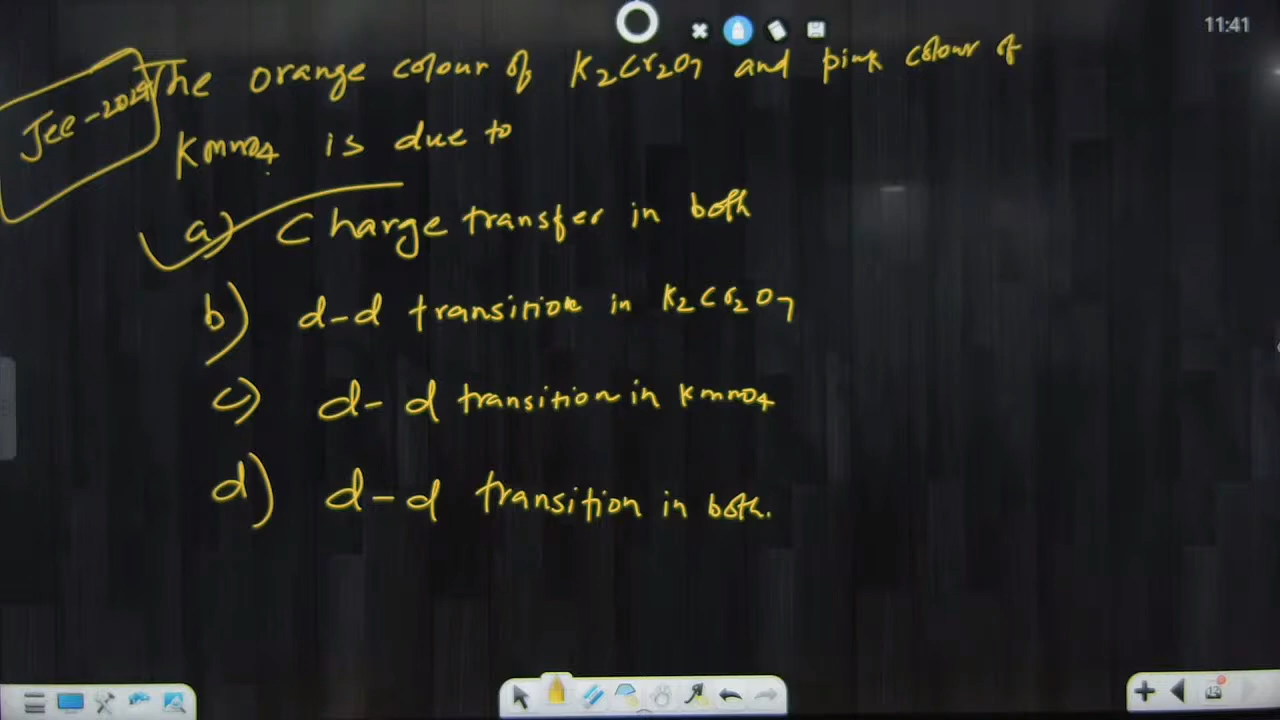 11:41
Jee-2024
The orange colour of K2Cr2O7 and pink colour of
KmnO4 is due to
a) Charge transfer in both
b) d-d transition in K2Cr2O7
c) d-d transition in KmnO4
d) d-d transition in both.
13